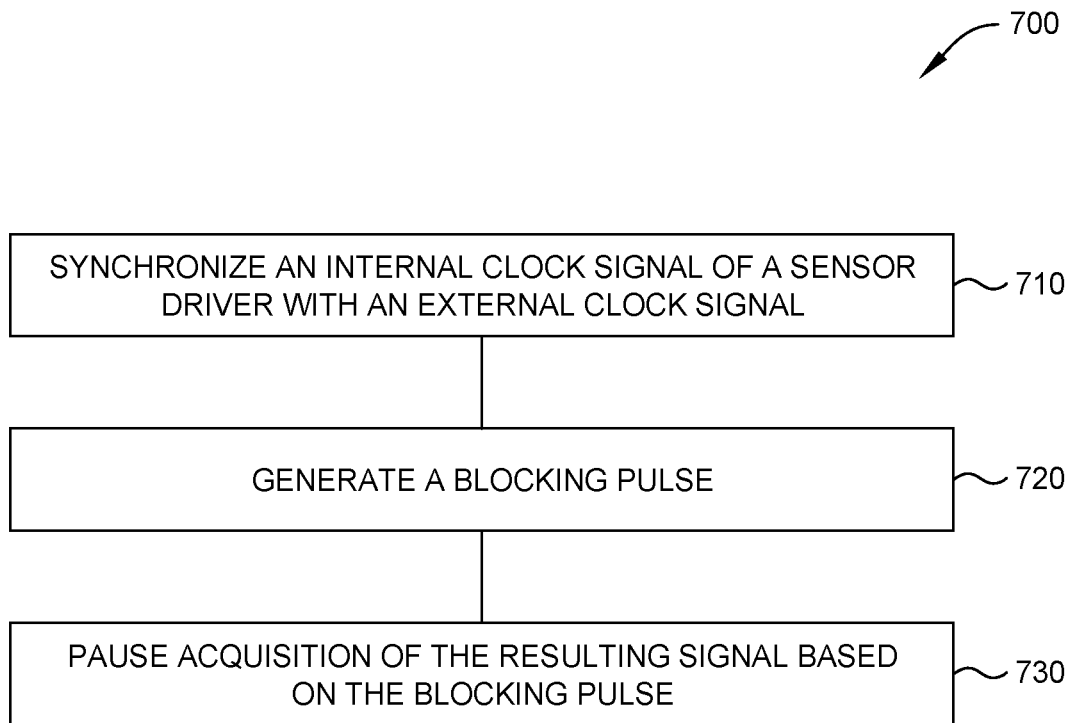 700
SYNCHRONIZE AN INTERNAL CLOCK SIGNAL OF A SENSOR
DRIVER WITH AN EXTERNAL CLOCK SIGNAL
710
GENERATE A BLOCKING PULSE
720
PAUSE ACQUISITION OF THE RESULTING SIGNAL BASED
ON THE BLOCKING PULSE
730